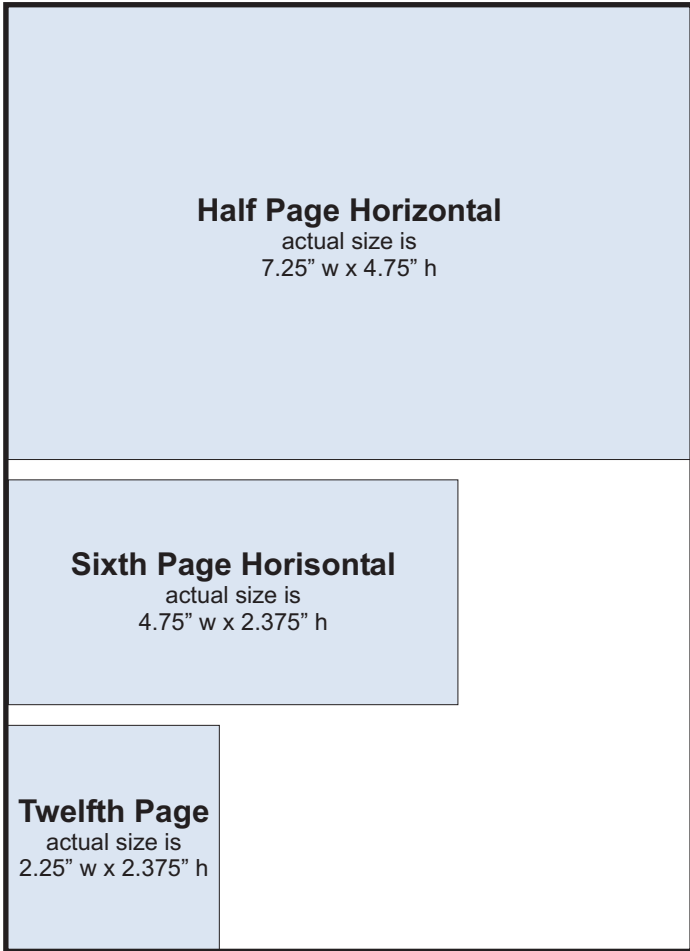 Half Page Horizontal
actual size is
7.25” w x 4.75” h
Sixth Page Horisontal
actual size is
4.75” w x 2.375” h
Twelfth Page
actual size is
2.25” w x 2.375” h